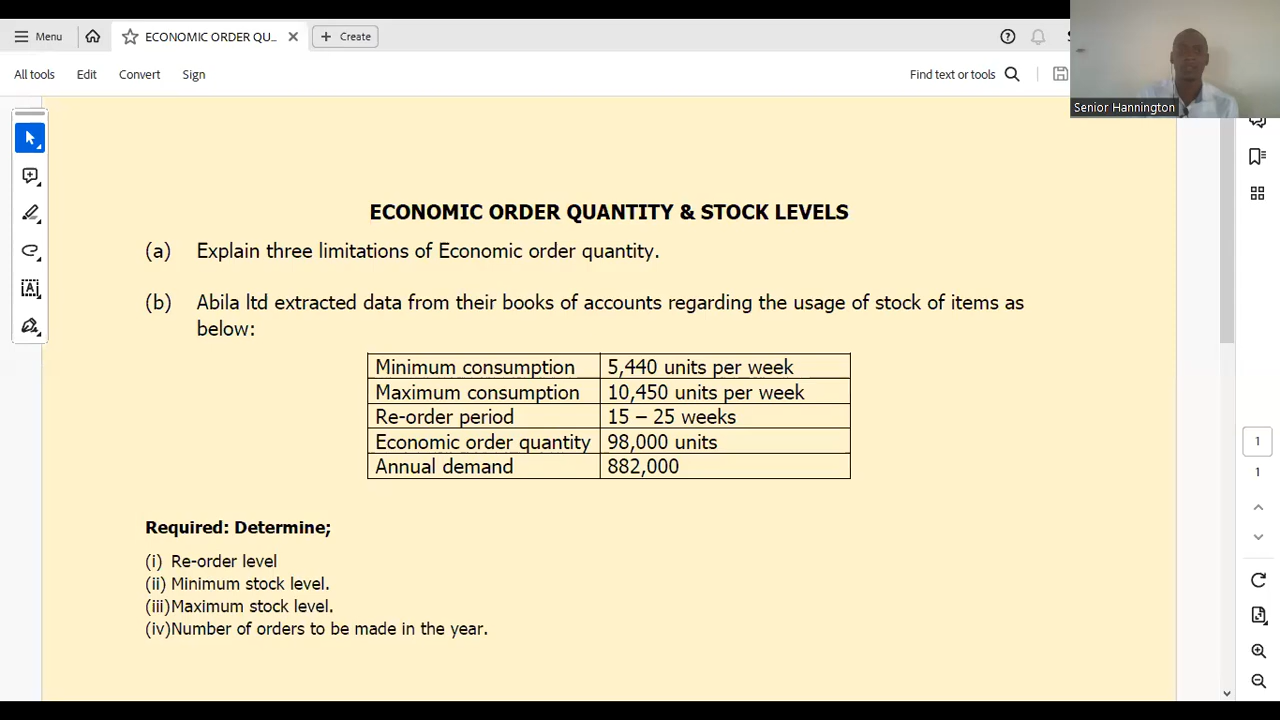 Menu
ECONOMIC ORDER QU...
Create
All tools
Edit
Convert
Sign
Find text or tools
Senior Hannington
ECONOMIC ORDER QUANTITY & STOCK LEVELS
(a) Explain three limitations of Economic order quantity.
(b) Abila ltd extracted data from their books of accounts regarding the usage of stock of items as
below:
Minimum consumption 5,440 units per week
Maximum consumption 10,450 units per week
Re-order period 15 – 25 weeks
Economic order quantity 98,000 units
Annual demand 882,000
Required: Determine;
(i) Re-order level
(ii) Minimum stock level.
(iii)Maximum stock level.
(iv)Number of orders to be made in the year.
1
1